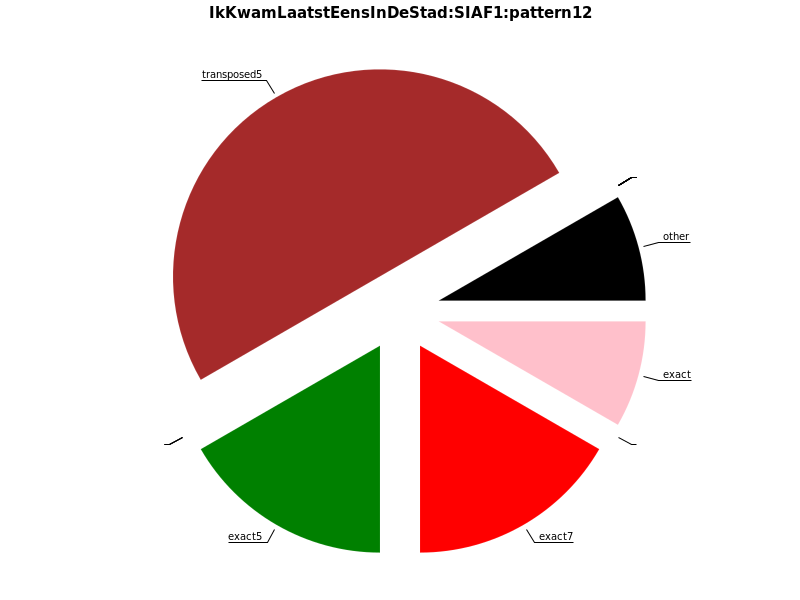 IkKwamLaatstEensInDeStad:SIAF1:pattern12
transposed5
other
exact
exact5
exact7